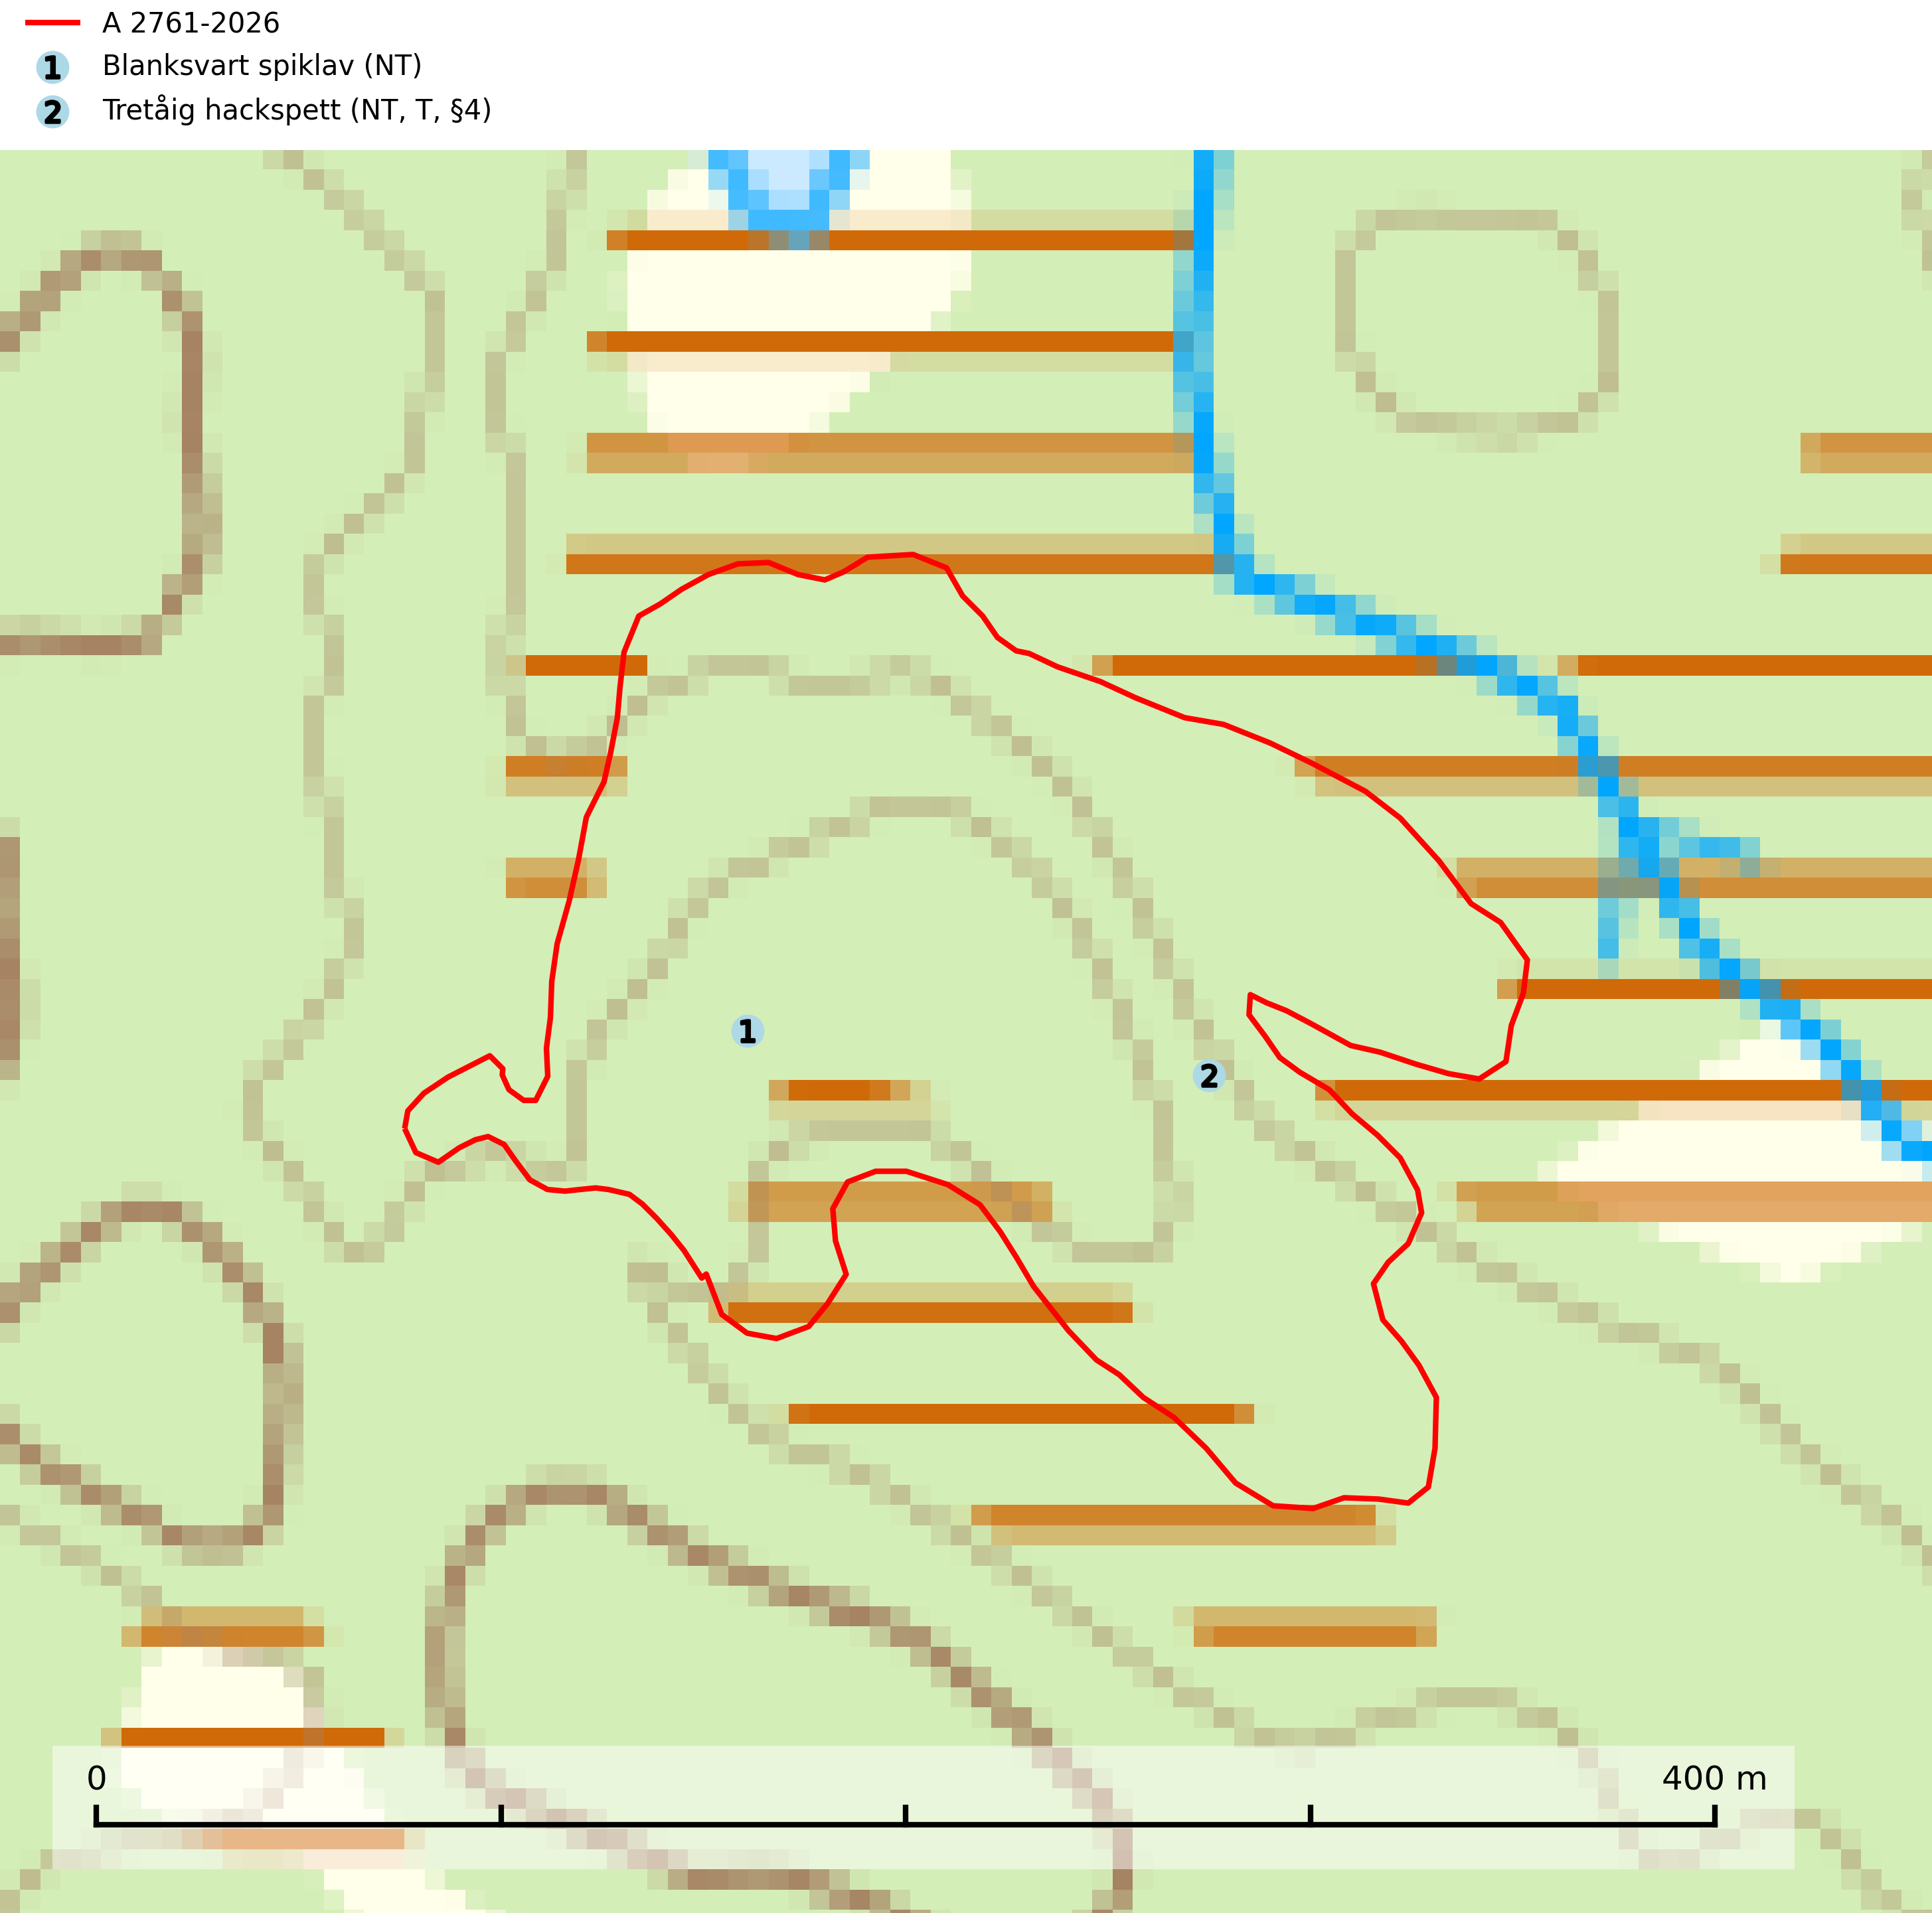 A 2761-2026
1 Blanksvart spiklav (NT)
2 Tretåig hackspett (NT, T, §4)
1
2
0 400 m